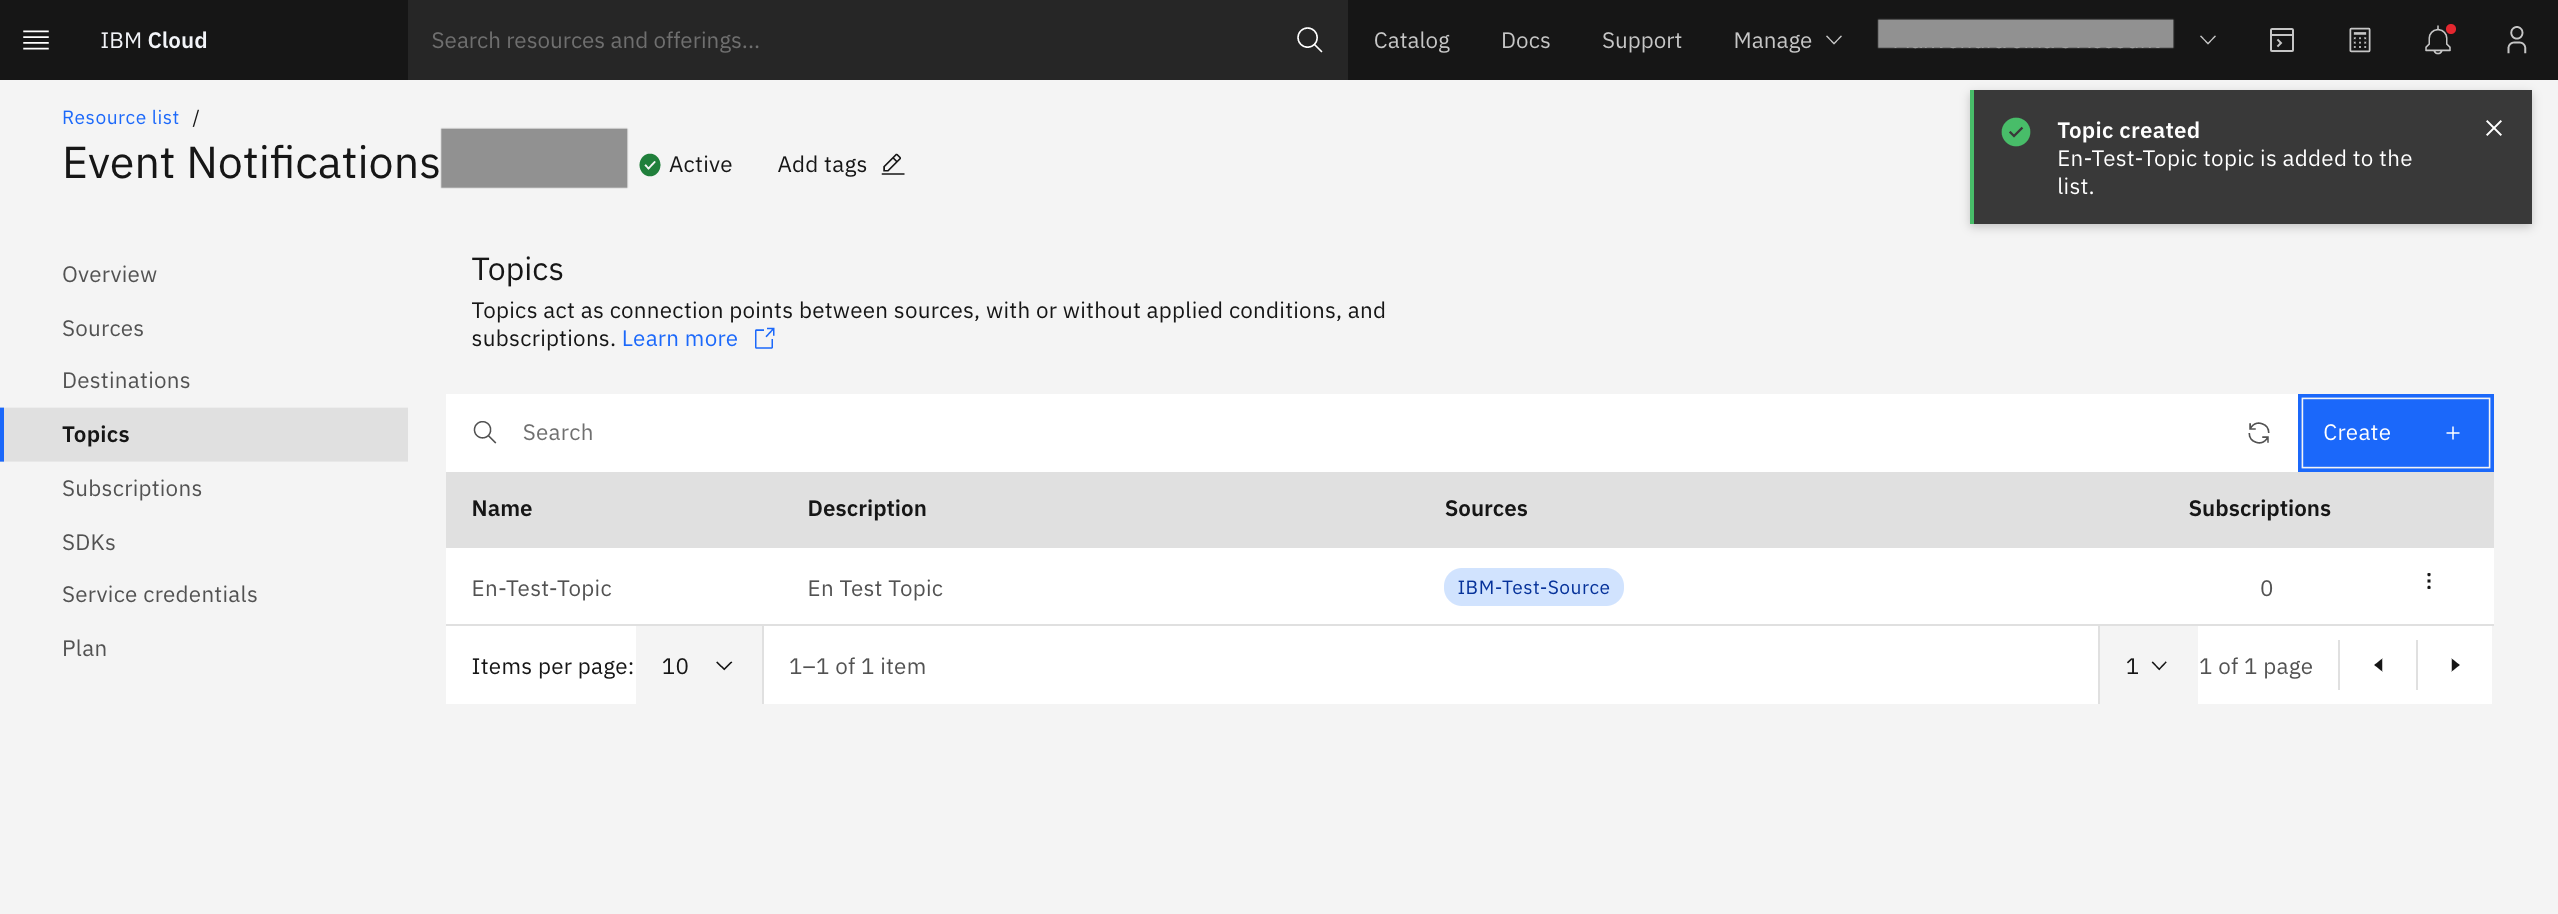 IBM Cloud
Search resources and offerings...
Catalog
Docs
Support
Manage
Resource list /
Event Notifications
Active
Add tags
Topic created
En-Test-Topic topic is added to the
list.
Overview
Sources
Destinations
Topics
Subscriptions
SDKs
Service credentials
Plan
Topics
Topics act as connection points between sources, with or without applied conditions, and
subscriptions. Learn more
Search
Create +
Name Description Sources Subscriptions
En-Test-Topic En Test Topic IBM-Test-Source 0
Items per page: 10 1–1 of 1 item 1 1 of 1 page